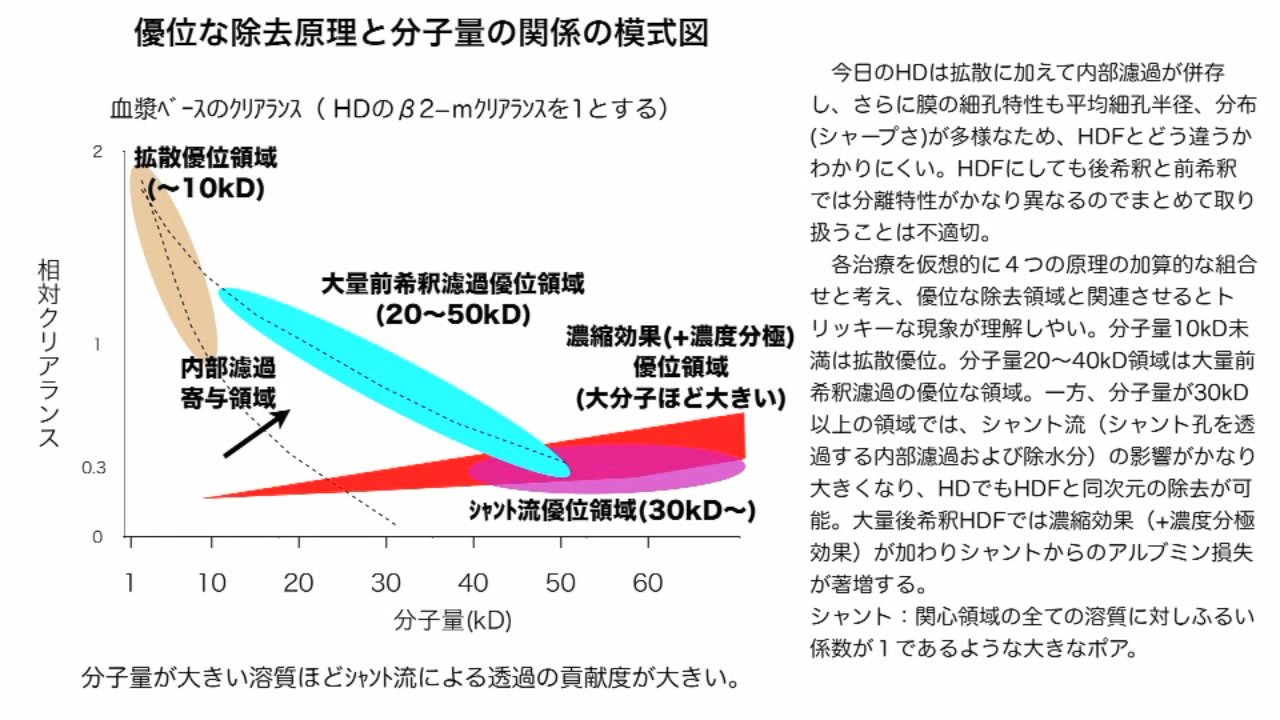 優位な除去原理と分子量の関係の模式図
血漿ﾍﾞｰｽのｸﾘｱﾗﾝｽ（ HDのβ2–mｸﾘｱﾗﾝｽを1とする）
2
拡散優位領域
(〜10kD)
大量前希釈濾過優位領域
(20〜50kD)
濃縮効果(+濃度分極)
優位領域
(大分子ほど大きい)
1
内部濾過
寄与領域
相対クリアランス
0.3
ｼｬﾝﾄ流優位領域(30kD〜)
0
1 10 20 30 40 50 60
分子量(kD)
分子量が大きい溶質ほどｼｬﾝﾄ流による透過の貢献度が大きい。
今日のHDは拡散に加えて内部濾過が併存
し、さらに膜の細孔特性も平均細孔半径、分布
(シャープさ)が多様なため、HDFとどう違うか
わかりにくい。HDFにしても後希釈と前希釈
では分離特性がかなり異なるのでまとめて取り
扱うことは不適切。
各治療を仮想的に４つの原理の加算的な組合
せと考え、優位な除去領域と関連させるとト
リッキーな現象が理解しやい。分子量10kD未
満は拡散優位。分子量20〜40kD領域は大量前
希釈濾過の優位な領域。一方、分子量が30kD
以上の領域では、シャント流（シャント孔を透
過する内部濾過および除水分）の影響がかなり
大きくなり、HDでもHDFと同次元の除去が可
能。大量後希釈HDFでは濃縮効果（+濃度分極
効果）が加わりシャントからのアルブミン損失
が著増する。
シャント：関心領域の全ての溶質に対しふるい
係数が１であるような大きなポア。